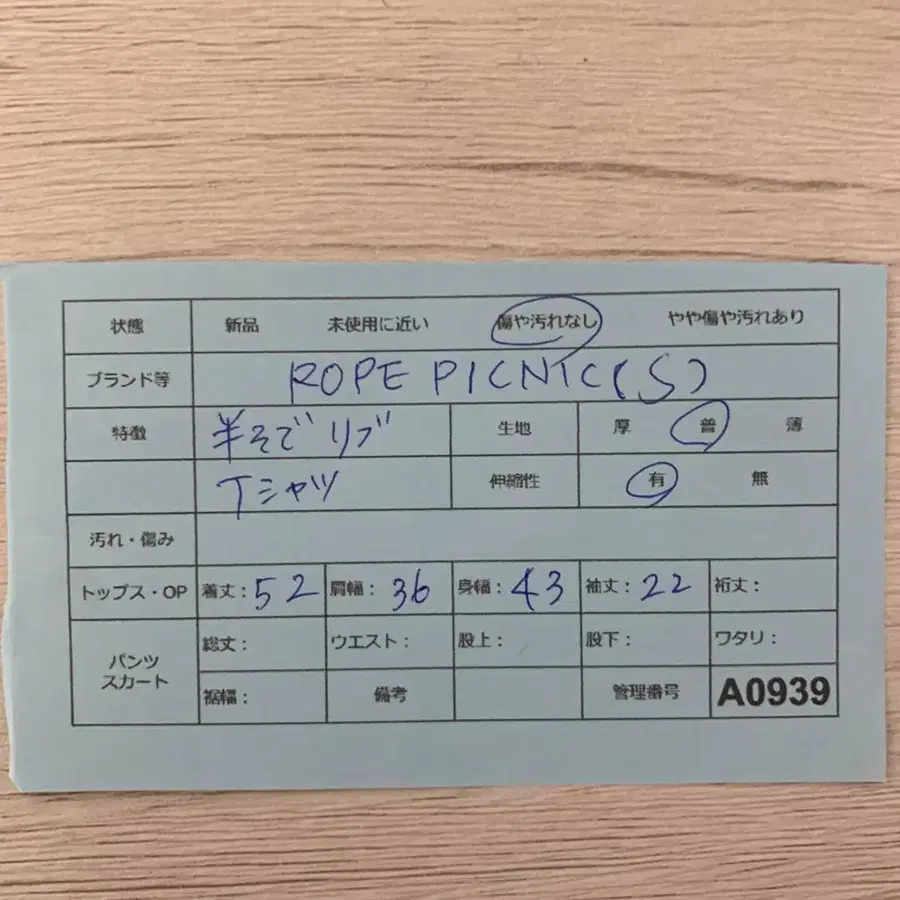 状態 新品 未使用に近い 傷や汚れなし やや傷や汚れあり
ブランド等 ROPE PICNIC(S)
特徴 半そでリブ 生地 厚 普 薄
Tシャツ 伸縮性 有 無
汚れ・傷み
トップス・OP 着丈:52 肩幅:36 身幅:43 袖丈:22 裄丈:
パンツ スカート 総丈: ウエスト: 股上: 股下: ワタリ:
裾幅: 備考 管理番号 A0939